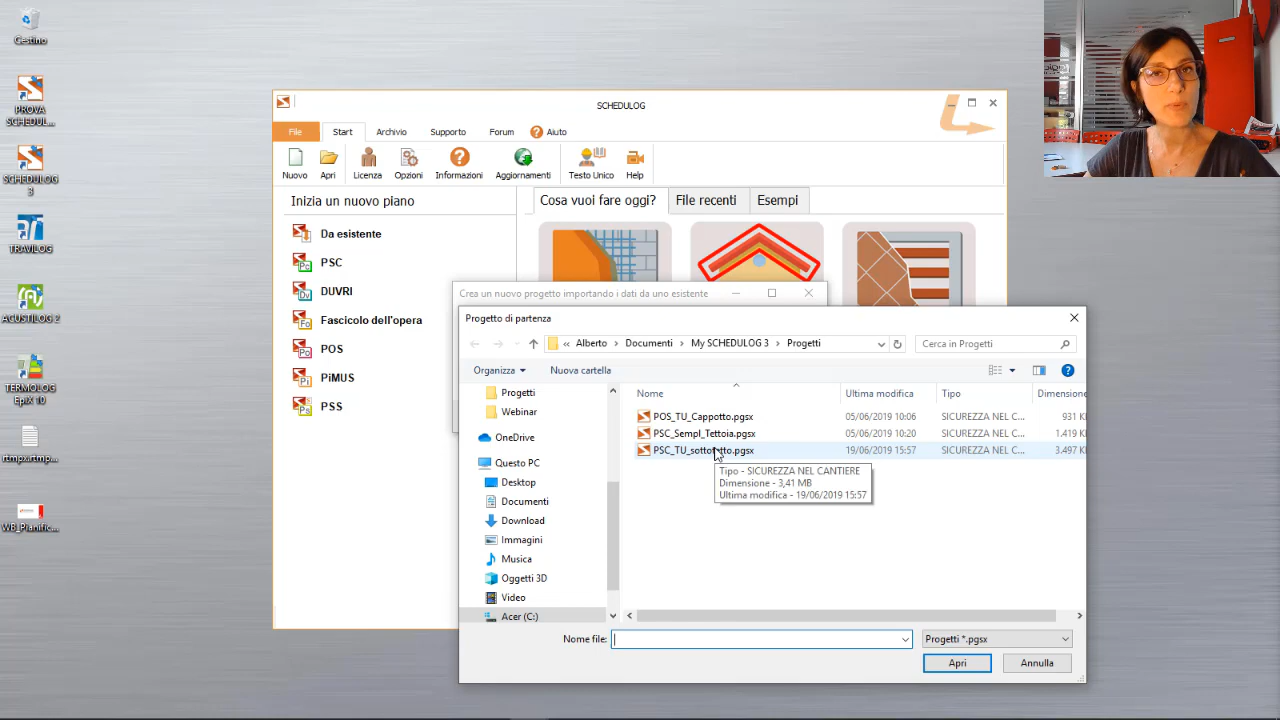 Cestino
PROVA
SCHEDUL...
SCHEDULOG
3
TRAVILOG
ACUSTILOG 2
TERMOLOG
EpiX 10
rtmpx.rtmp...
WB_Planific...
SCHEDULOG
File
Start
Archivio
Supporto
Forum
Aiuto
Nuovo
Apri
Licenza
Opzioni
Informazioni
Aggiornamenti
Testo Unico
Help
Inizia un nuovo piano
Cosa vuoi fare oggi?
File recenti
Esempi
Da esistente
PSC
DUVRI
Fascicolo dell'opera
POS
PiMUS
PSS
Crea un nuovo progetto importando i dati da uno esistente
Progetto di partenza
« Alberto › Documenti › My SCHEDULOG 3 › Progetti
Cerca in Progetti
Organizza
Nuova cartella
Progetti
Webinar
OneDrive
Questo PC
Desktop
Documenti
Download
Immagini
Musica
Oggetti 3D
Video
Acer (C:)
Nome Ultima modifica Tipo Dimensione
POS_TU_Cappotto.pgsx 05/06/2019 10:06 SICUREZZA NEL C... 931 K
PSC_Sempl_Tettoia.pgsx 05/06/2019 10:20 SICUREZZA NEL C... 1.419 K
PSC_TU_sottotetto.pgsx 19/06/2019 15:57 SICUREZZA NEL C... 3.497 K
Tipo - SICUREZZA NEL CANTIERE
Dimensione - 3,41 MB
Ultima modifica - 19/06/2019 15:57
Nome file:
Progetti *.pgsx
Apri
Annulla